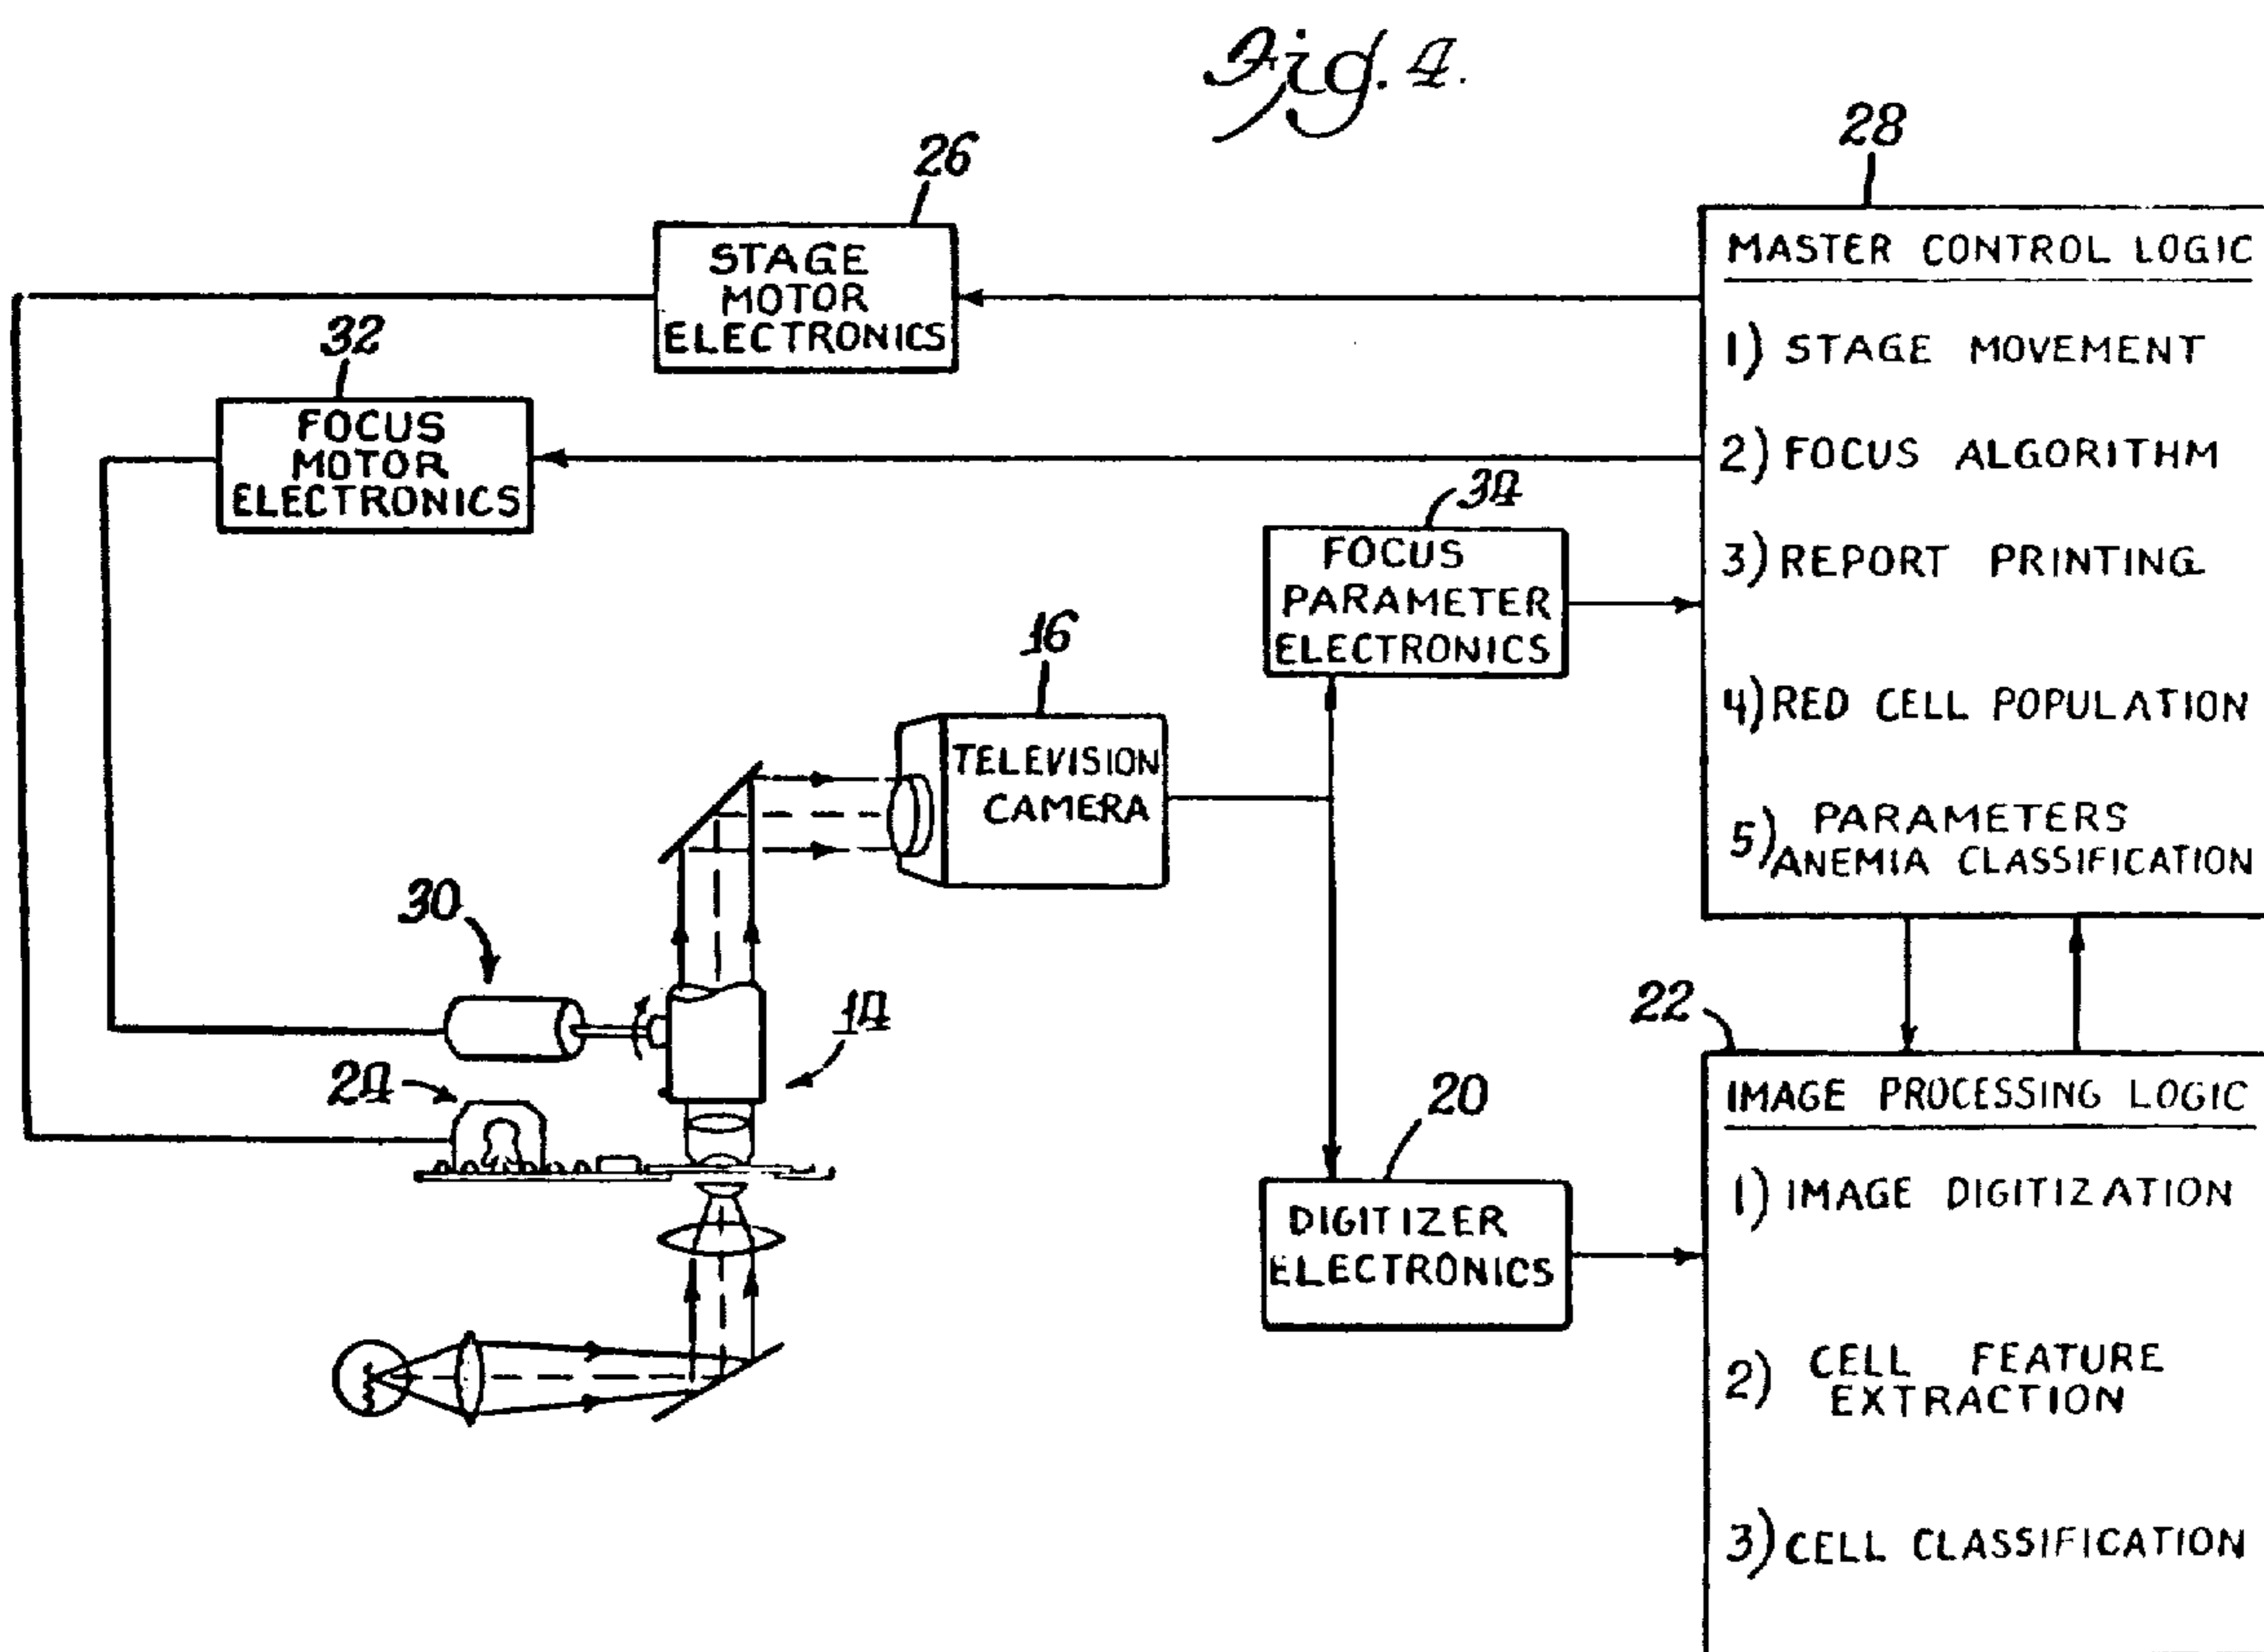 Fig. 4.
26
28
STAGE
MOTOR
ELECTRONICS
32
FOCUS
MOTOR
ELECTRONICS
MASTER CONTROL LOGIC
1) STAGE MOVEMENT
2) FOCUS ALGORITHM
3) REPORT PRINTING
4) RED CELL POPULATION
5) PARAMETERS
ANEMIA CLASSIFICATION
34
FOCUS
PARAMETER
ELECTRONICS
16
TELEVISION
CAMERA
30
14
24
20
DIGITIZER
ELECTRONICS
22
IMAGE PROCESSING LOGIC
1) IMAGE DIGITIZATION
2) CELL FEATURE
EXTRACTION
3) CELL CLASSIFICATION